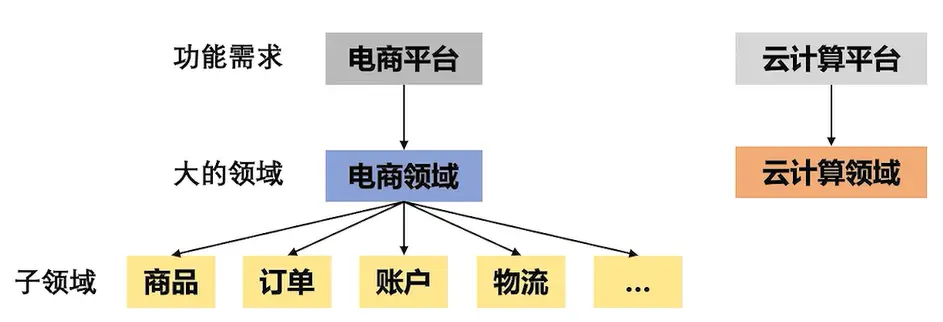 功能需求 电商平台 云计算平台
大的领域 电商领域 云计算领域
子领域 商品 订单 账户 物流 ...